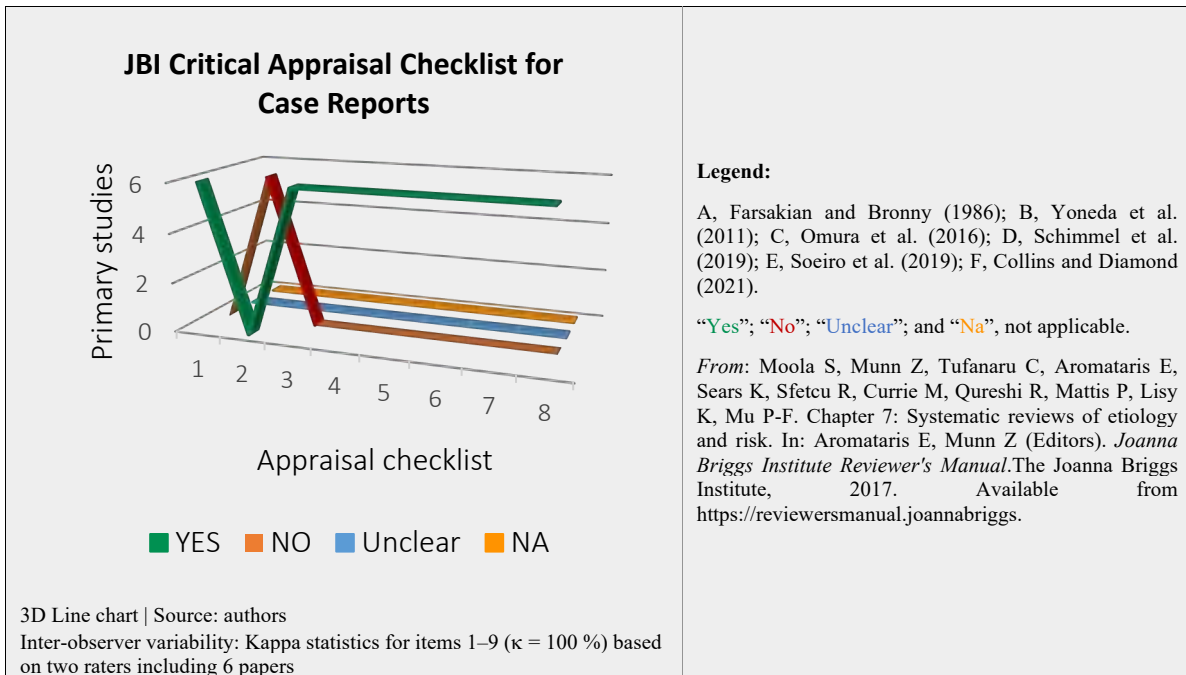 JBI Critical Appraisal Checklist for
Case Reports
Primary studies
6
4
2
0
1
2
3
4
5
6
7
8
Appraisal checklist
YES NO Unclear NA
3D Line chart | Source: authors
Inter-observer variability: Kappa statistics for items 1–9 (κ = 100 %) based
on two raters including 6 papers
Legend:
A, Farsakian and Bronny (1986); B, Yoneda et al.
(2011); C, Omura et al. (2016); D, Schimmel et al.
(2019); E, Soeiro et al. (2019); F, Collins and Diamond
(2021).
“Yes”; “No”; “Unclear”; and “Na”, not applicable.
From: Moola S, Munn Z, Tufanaru C, Aromataris E,
Sears K, Sfetcu R, Currie M, Qureshi R, Mattis P, Lisy
K, Mu P-F. Chapter 7: Systematic reviews of etiology
and risk. In: Aromataris E, Munn Z (Editors). Joanna
Briggs Institute Reviewer's Manual.The Joanna Briggs
Institute, 2017. Available from
https://reviewersmanual.joannabriggs.